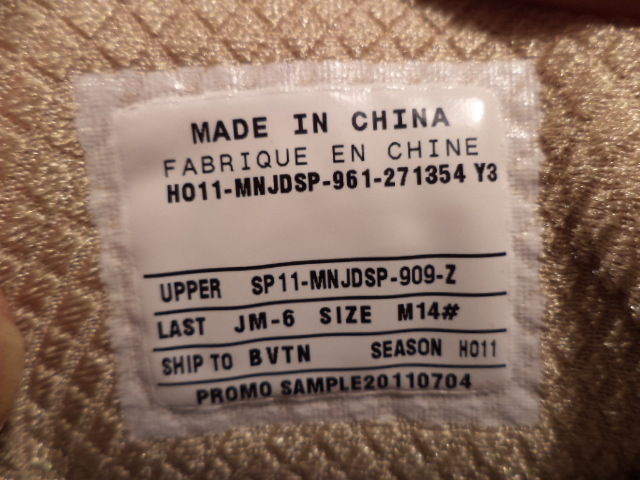 MADE IN CHINA
FABRIQUE EN CHINE
HO11-MNJDSP-961-271354 Y3
UPPER SP11-MNJDSP-909-Z
LAST JM-6 SIZE M14#
SHIP TO BVTN SEASON HO11
PROMO SAMPLE20110704